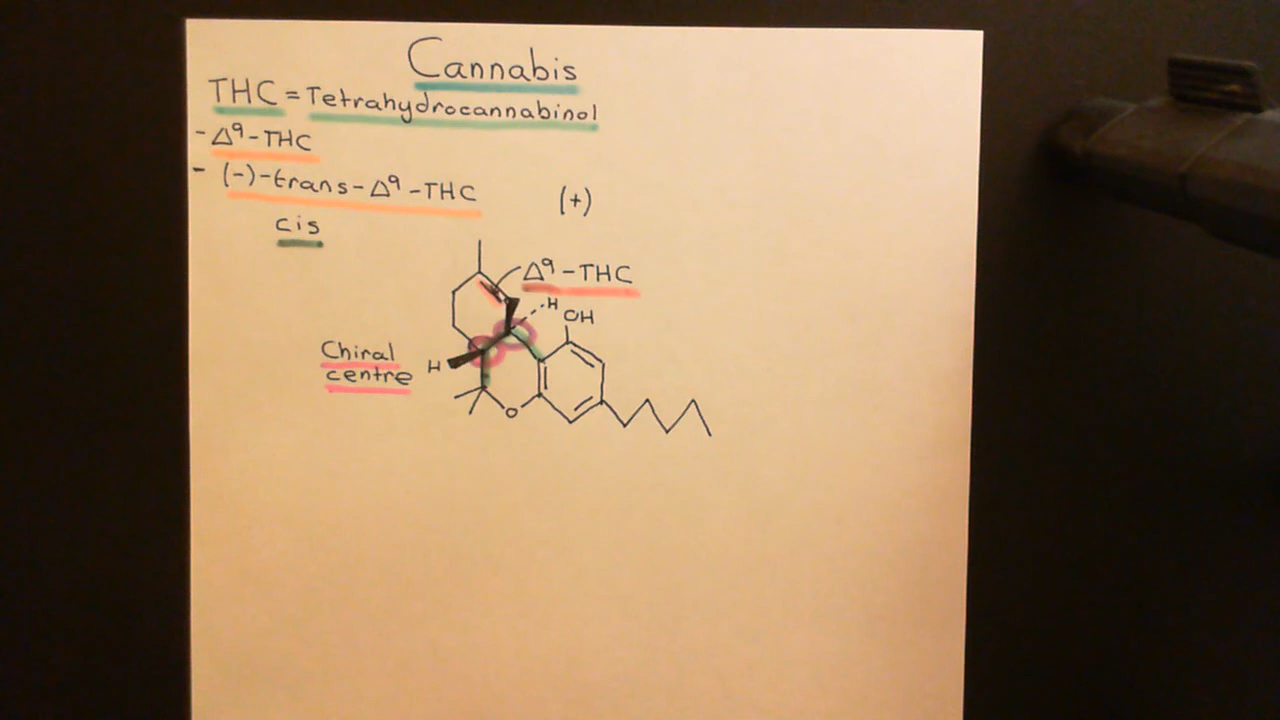 Cannabis
THC = Tetrahydrocannabinol
- Δ⁹-THC
- (-)-trans-Δ⁹-THC (+)
cis
Δ⁹-THC
H
OH
Chiral
centre
H
O